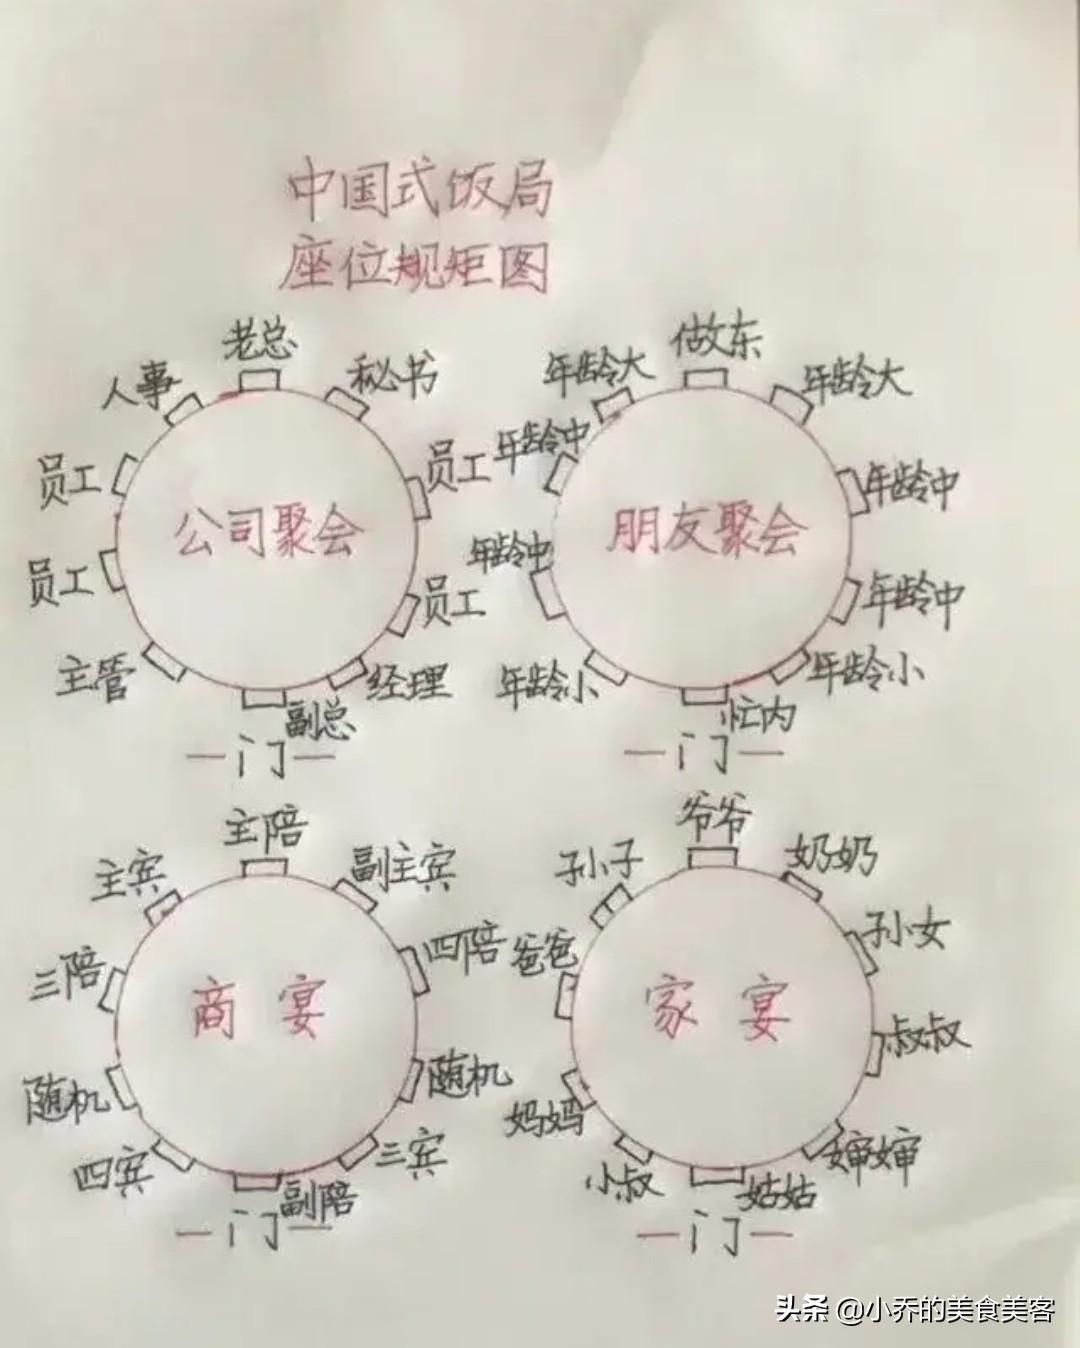 中国式饭局
座位规矩图
老总
人事
秘书
员工
员工
员工
员工
主管
经理
副总
公司聚会
门
做东
年龄大
年龄大
年龄中
年龄中
年龄中
年龄中
年龄小
年龄小
忙内
朋友聚会
门
主陪
主宾
副主宾
三陪
四陪
随机
随机
四宾
三宾
副陪
商宴
门
爷爷
孙子
奶奶
爸爸
孙女
叔叔
妈妈
婶婶
小叔
姑姑
家宴
门
头条 @小乔的美食美客